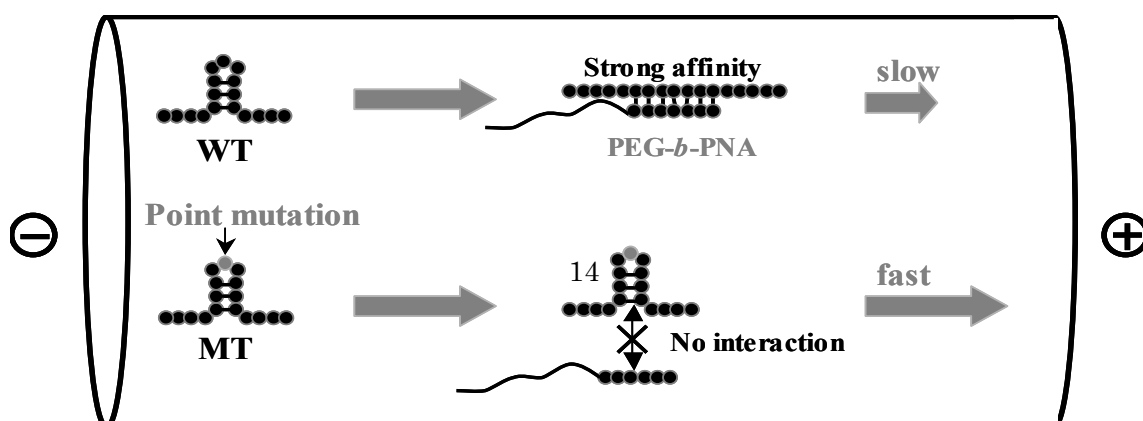 Strong affinity
slow
WT
PEG-b-PNA
Point mutation
−
+
14
fast
MT
No interaction